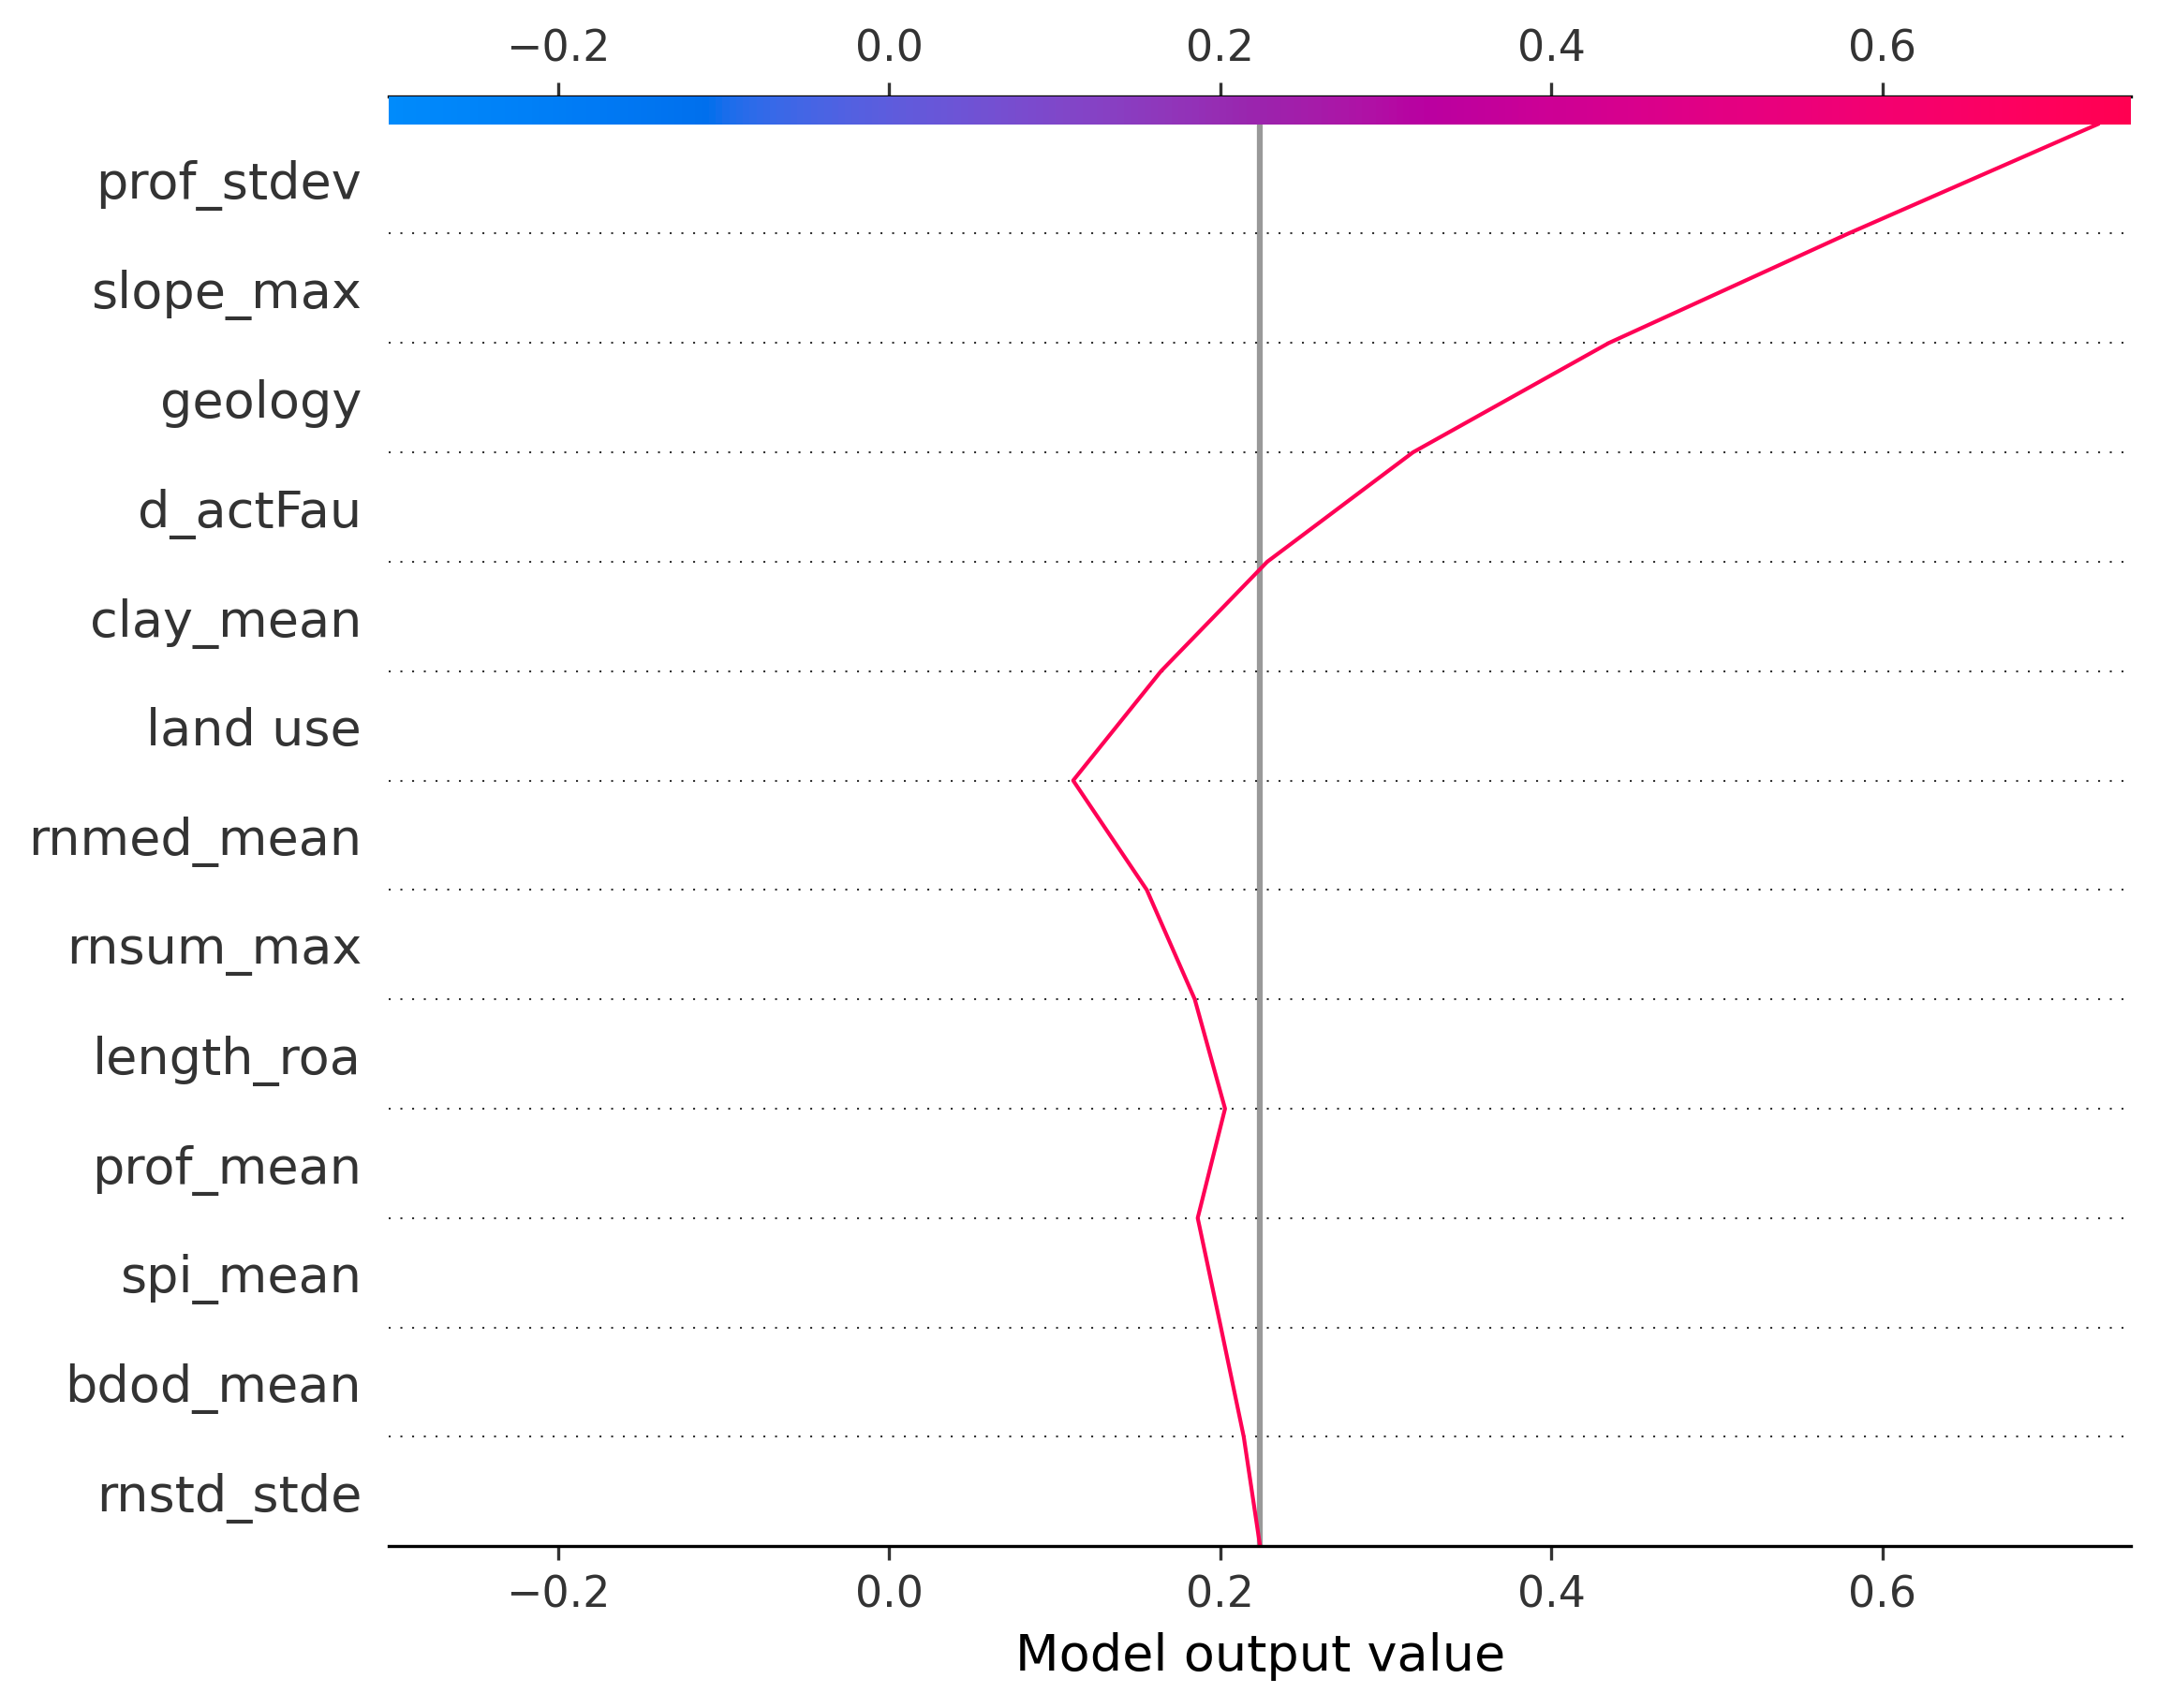 −0.2 0.0 0.2 0.4 0.6
prof_stdev
slope_max
geology
d_actFau
clay_mean
land use
rnmed_mean
rnsum_max
length_roa
prof_mean
spi_mean
bdod_mean
rnstd_stde
−0.2 0.0 0.2 0.4 0.6
Model output value